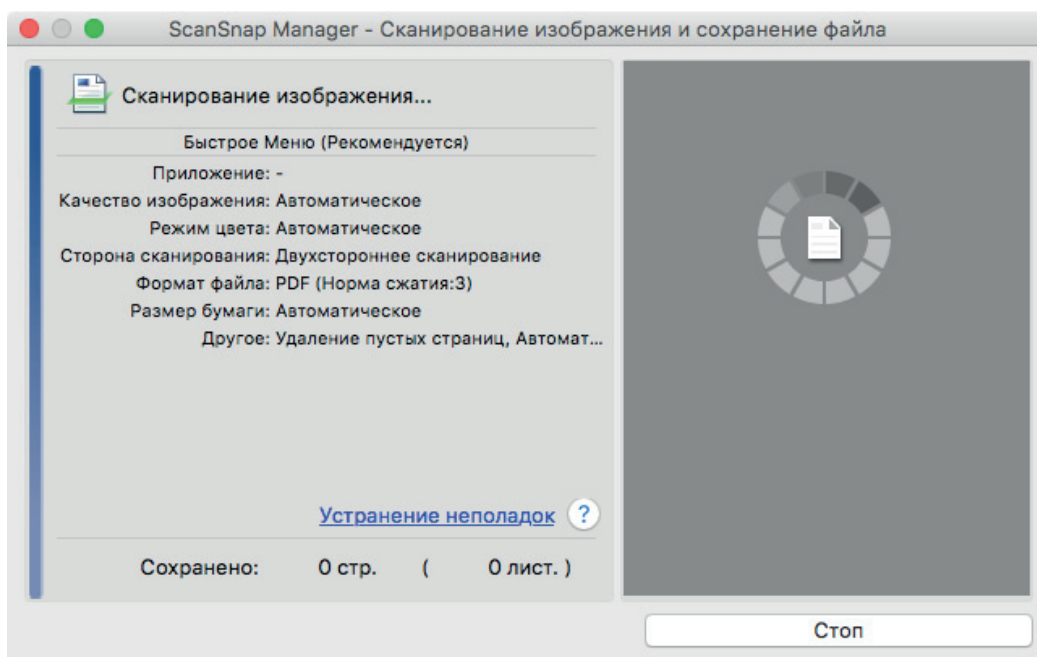 ScanSnap Manager - Сканирование изображения и сохранение файла
Сканирование изображения...
Быстрое Меню (Рекомендуется)
Приложение: -
Качество изображения: Автоматическое
Режим цвета: Автоматическое
Сторона сканирования: Двухстороннее сканирование
Формат файла: PDF (Норма сжатия:3)
Размер бумаги: Автоматическое
Другое: Удаление пустых страниц, Автомат...
Устранение неполадок ?
Сохранено: 0 стр. ( 0 лист. )
Стоп